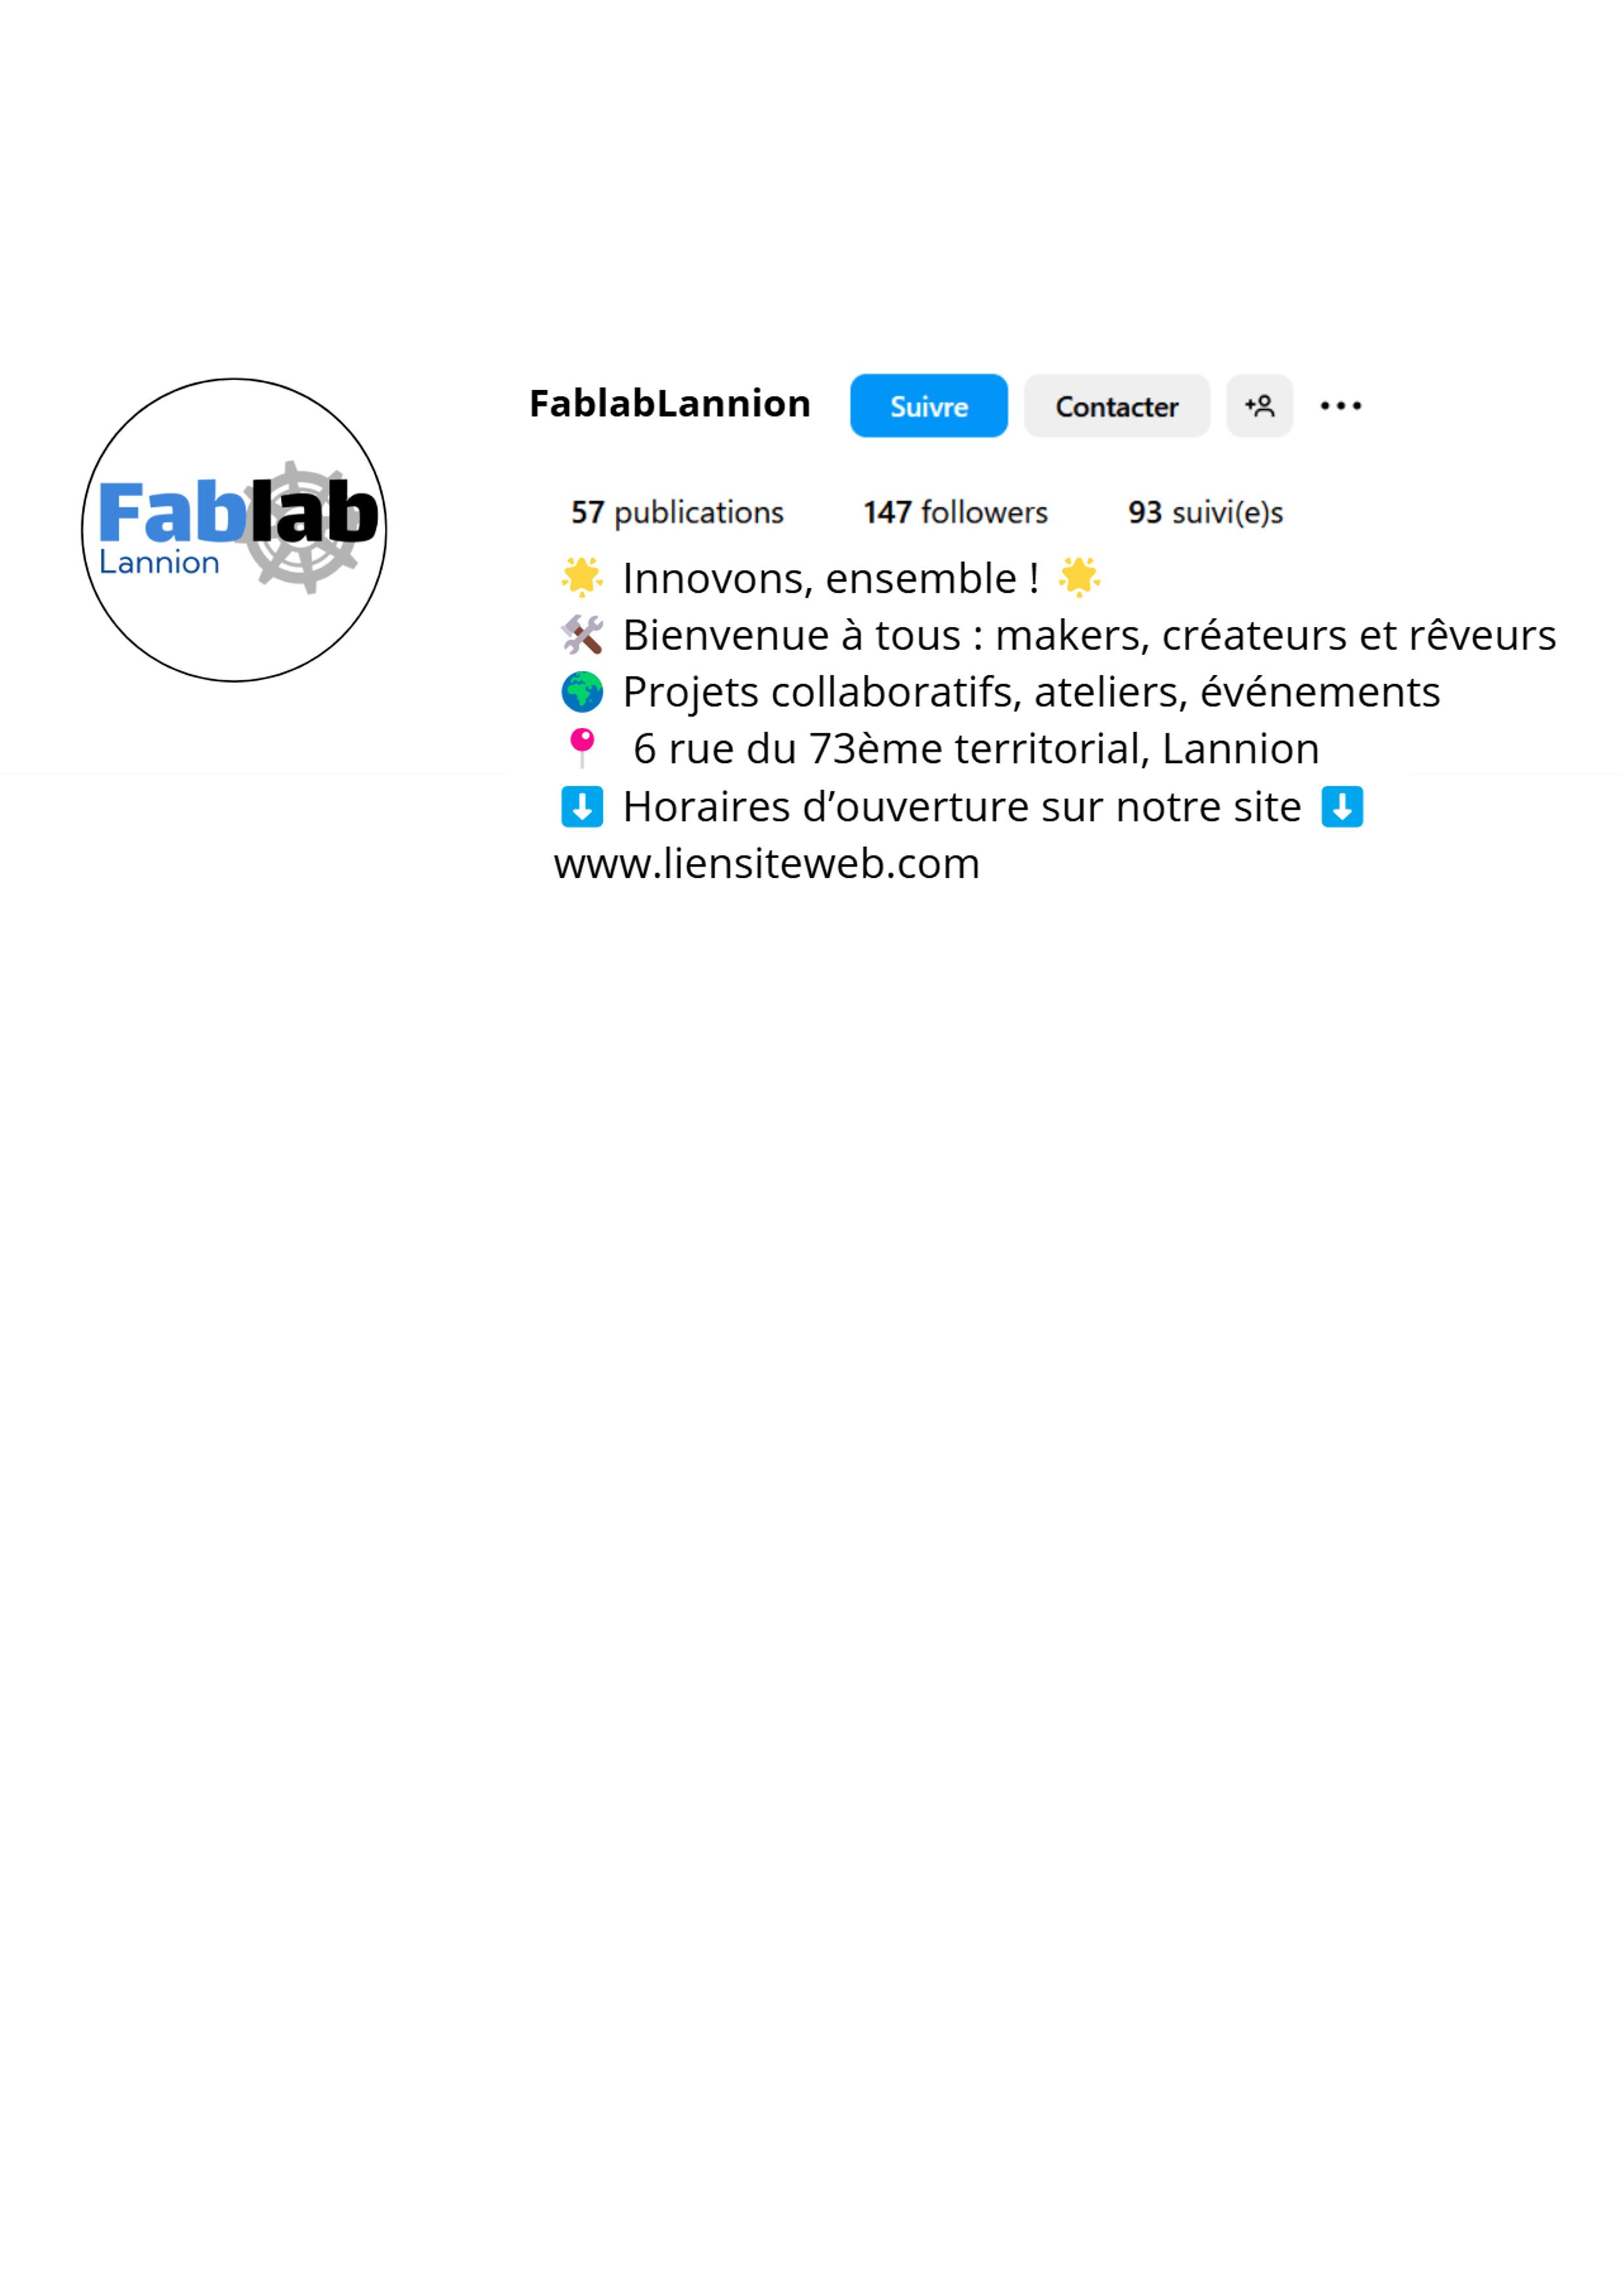 Fablab
Lannion
FablabLannion Suivre Contacter
57 publications 147 followers 93 suivi(e)s
🌟 Innovons, ensemble ! 🌟
🛠️ Bienvenue à tous : makers, créateurs et rêveurs
🌍 Projets collaboratifs, ateliers, événements
📍 6 rue du 73ème territorial, Lannion
⬇️ Horaires d’ouverture sur notre site ⬇️
www.liensiteweb.com